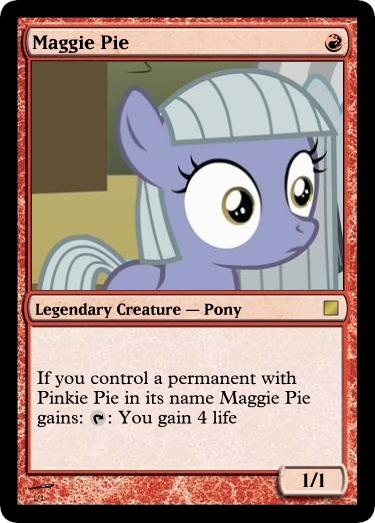 Maggie Pie
Legendary Creature — Pony
If you control a permanent with
Pinkie Pie in its name Maggie Pie
gains: : You gain 4 life
1/1